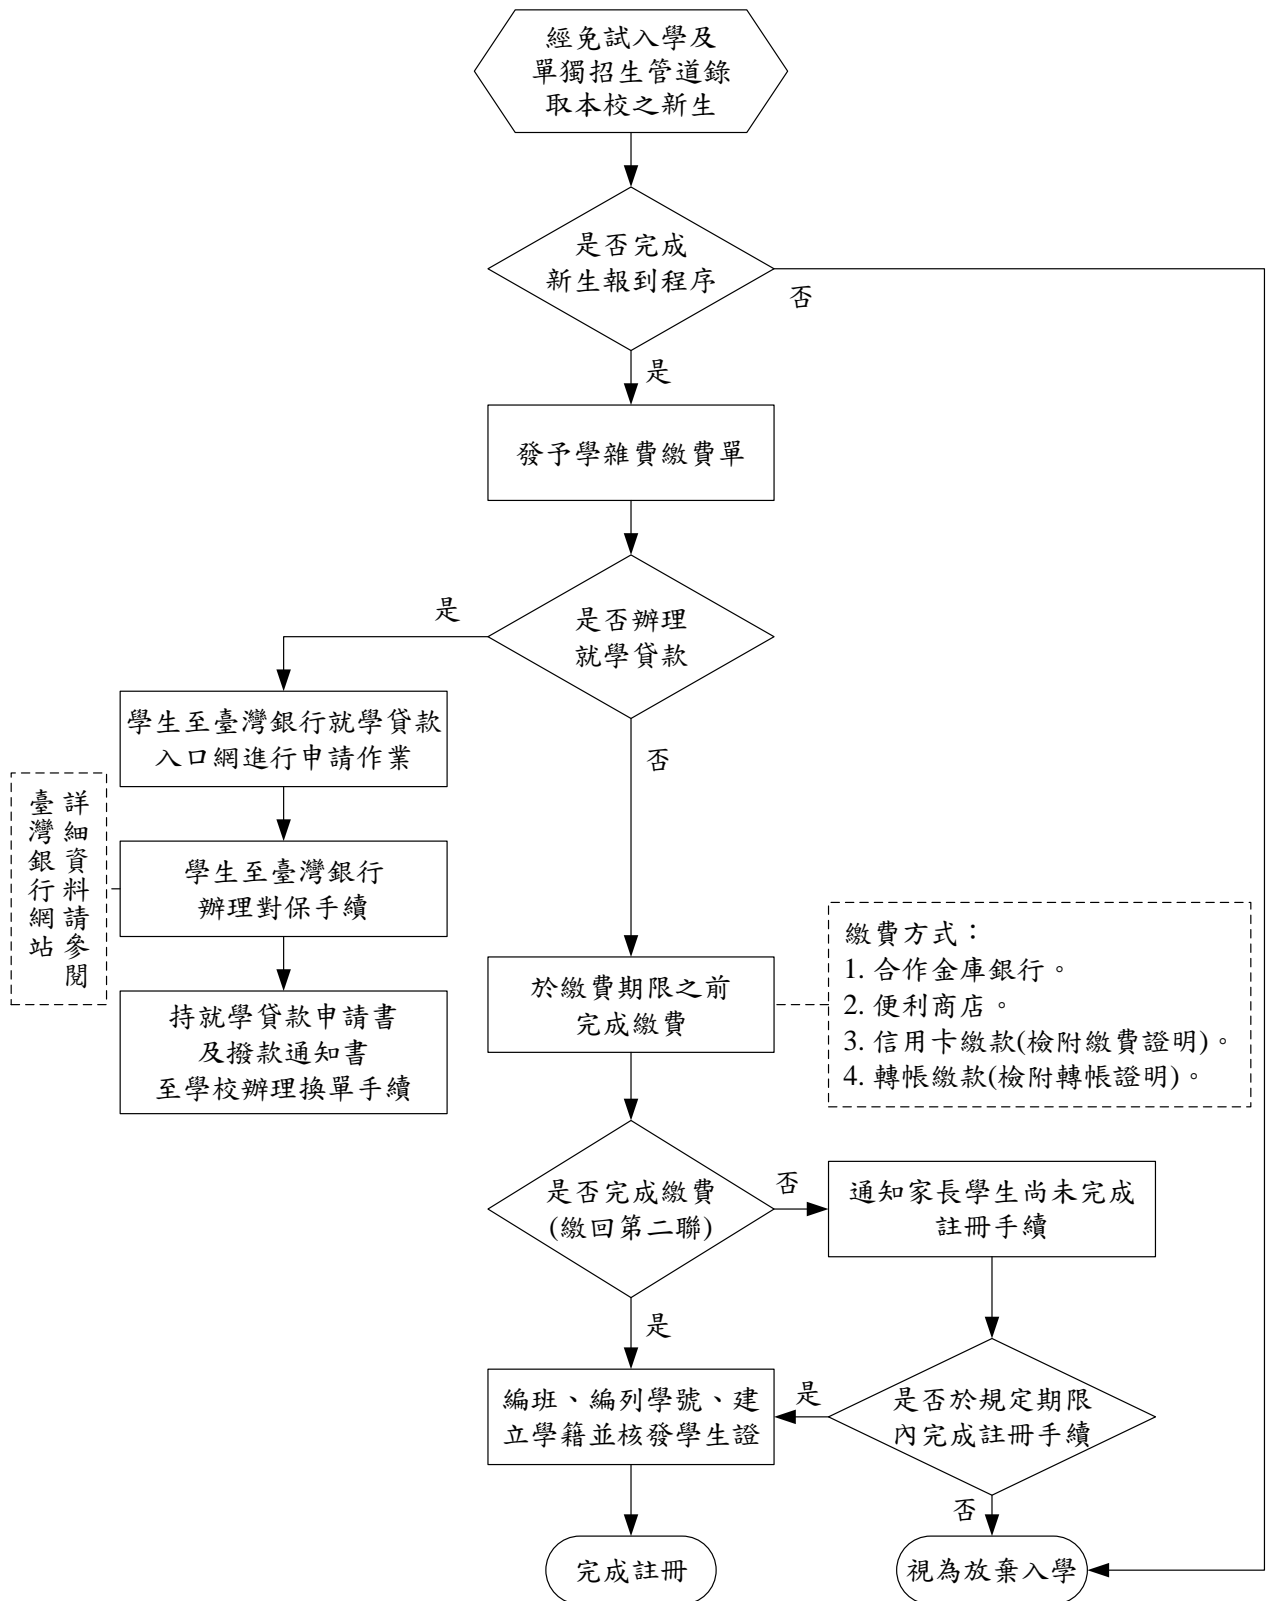 經免試入學及
單獨招生管道錄
取本校之新生
是否完成
新生報到程序
否
是
發予學雜費繳費單
是否辦理
就學貸款
是
否
學生至臺灣銀行就學貸款
入口網進行申請作業
學生至臺灣銀行
辦理對保手續
詳細資料請參閱
臺灣銀行網站
持就學貸款申請書
及撥款通知書
至學校辦理換單手續
於繳費期限之前
完成繳費
繳費方式：
1. 合作金庫銀行。
2. 便利商店。
3. 信用卡繳款(檢附繳費證明)。
4. 轉帳繳款(檢附轉帳證明)。
是否完成繳費
(繳回第二聯)
否
是
通知家長學生尚未完成
註冊手續
是否於規定期限
內完成註冊手續
是
否
編班、編列學號、建
立學籍並核發學生證
完成註冊
視為放棄入學